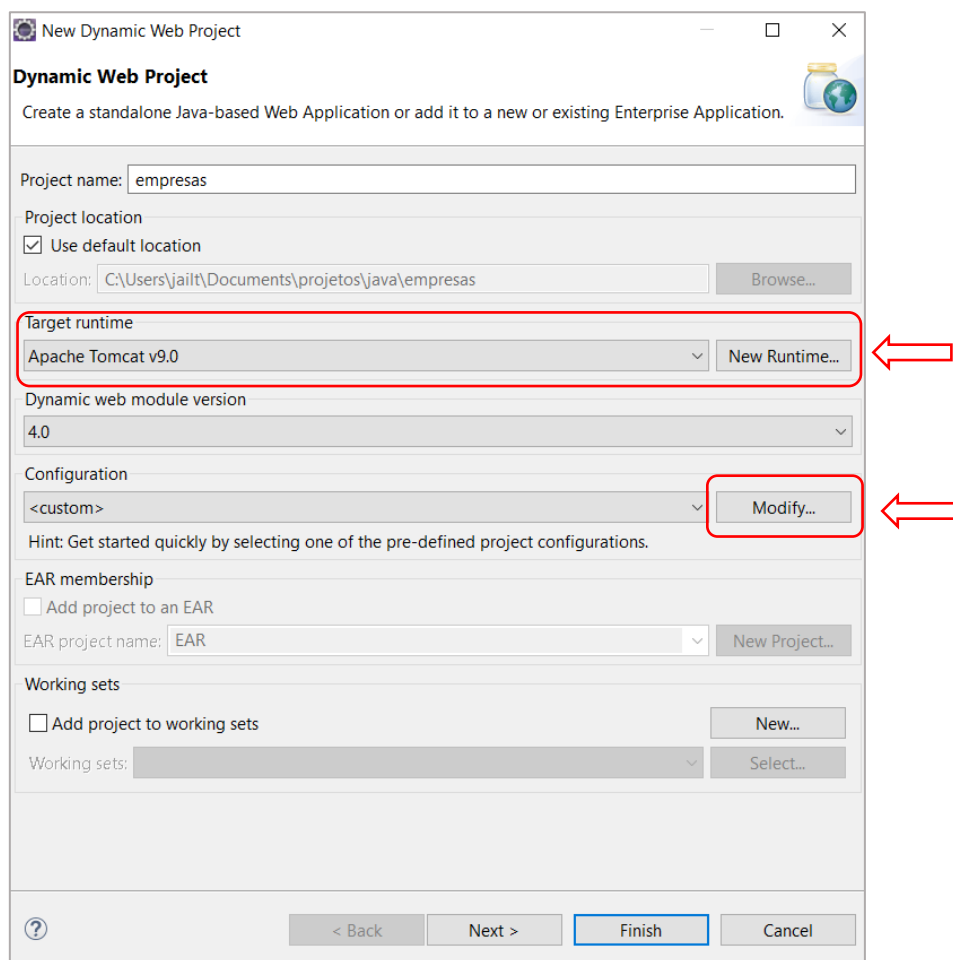 New Dynamic Web Project
Dynamic Web Project
Create a standalone Java-based Web Application or add it to a new or existing Enterprise Application.
Project name: empresas
Project location
Use default location
Location: C:\Users\jailt\Documents\projetos\java\empresas Browse...
Target runtime
Apache Tomcat v9.0 New Runtime...
Dynamic web module version
4.0
Configuration
<custom> Modify...
Hint: Get started quickly by selecting one of the pre-defined project configurations.
EAR membership
Add project to an EAR
EAR project name: EAR New Project...
Working sets
Add project to working sets New...
Working sets: Select...
? < Back Next > Finish Cancel